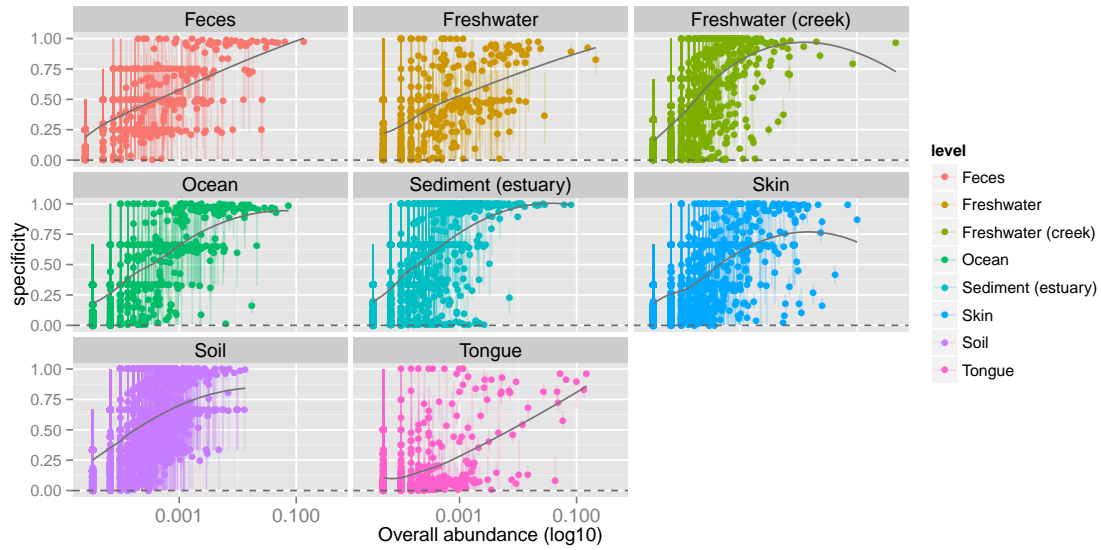 Feces Freshwater Freshwater (creek)
1.00
0.75
0.50
0.25
0.00
Ocean Sediment (estuary) Skin
1.00
0.75
0.50
0.25
0.00
Soil Tongue
1.00
0.75
0.50
0.25
0.00
0.001 0.100 0.001 0.100
specificity
Overall abundance (log10)
level
Feces
Freshwater
Freshwater (creek)
Ocean
Sediment (estuary)
Skin
Soil
Tongue